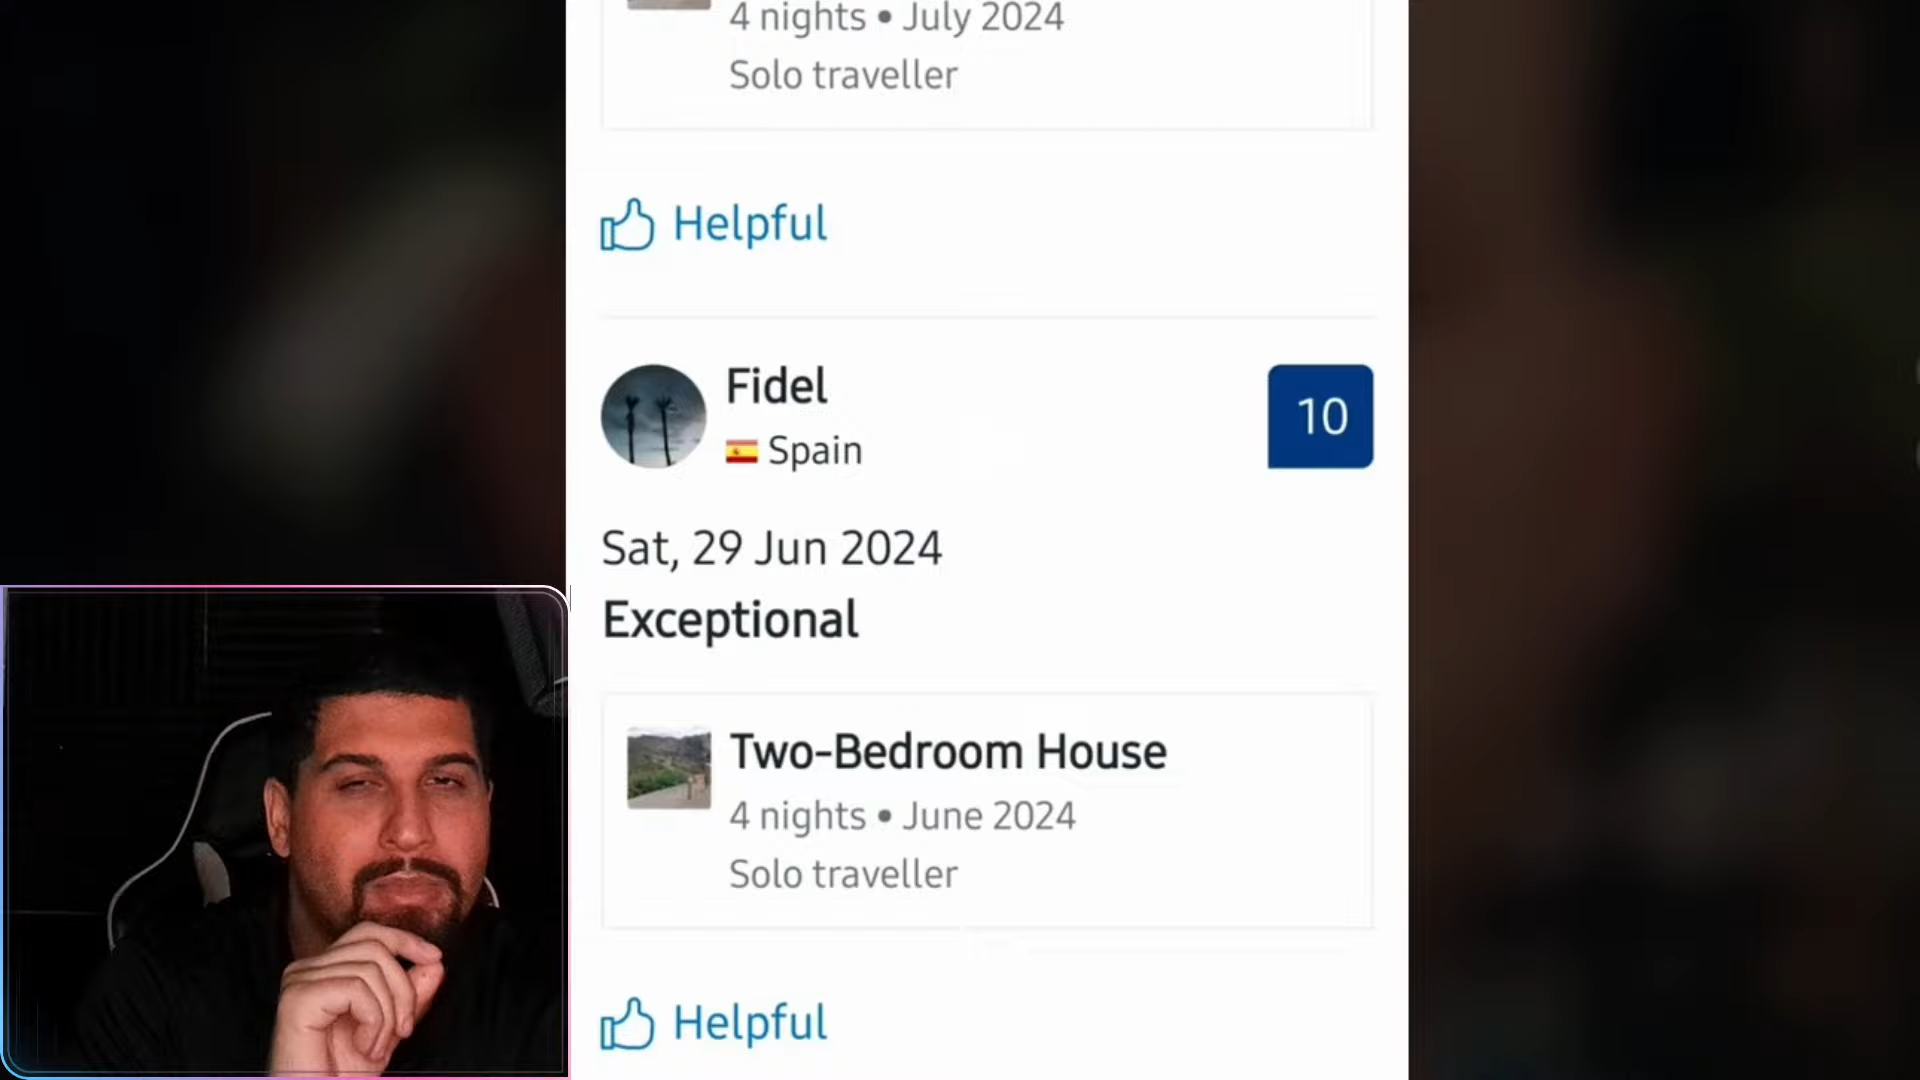 4 nights • July 2024
Solo traveller
Helpful
Fidel
10
Spain
Sat, 29 Jun 2024
Exceptional
Two-Bedroom House
4 nights • June 2024
Solo traveller
Helpful